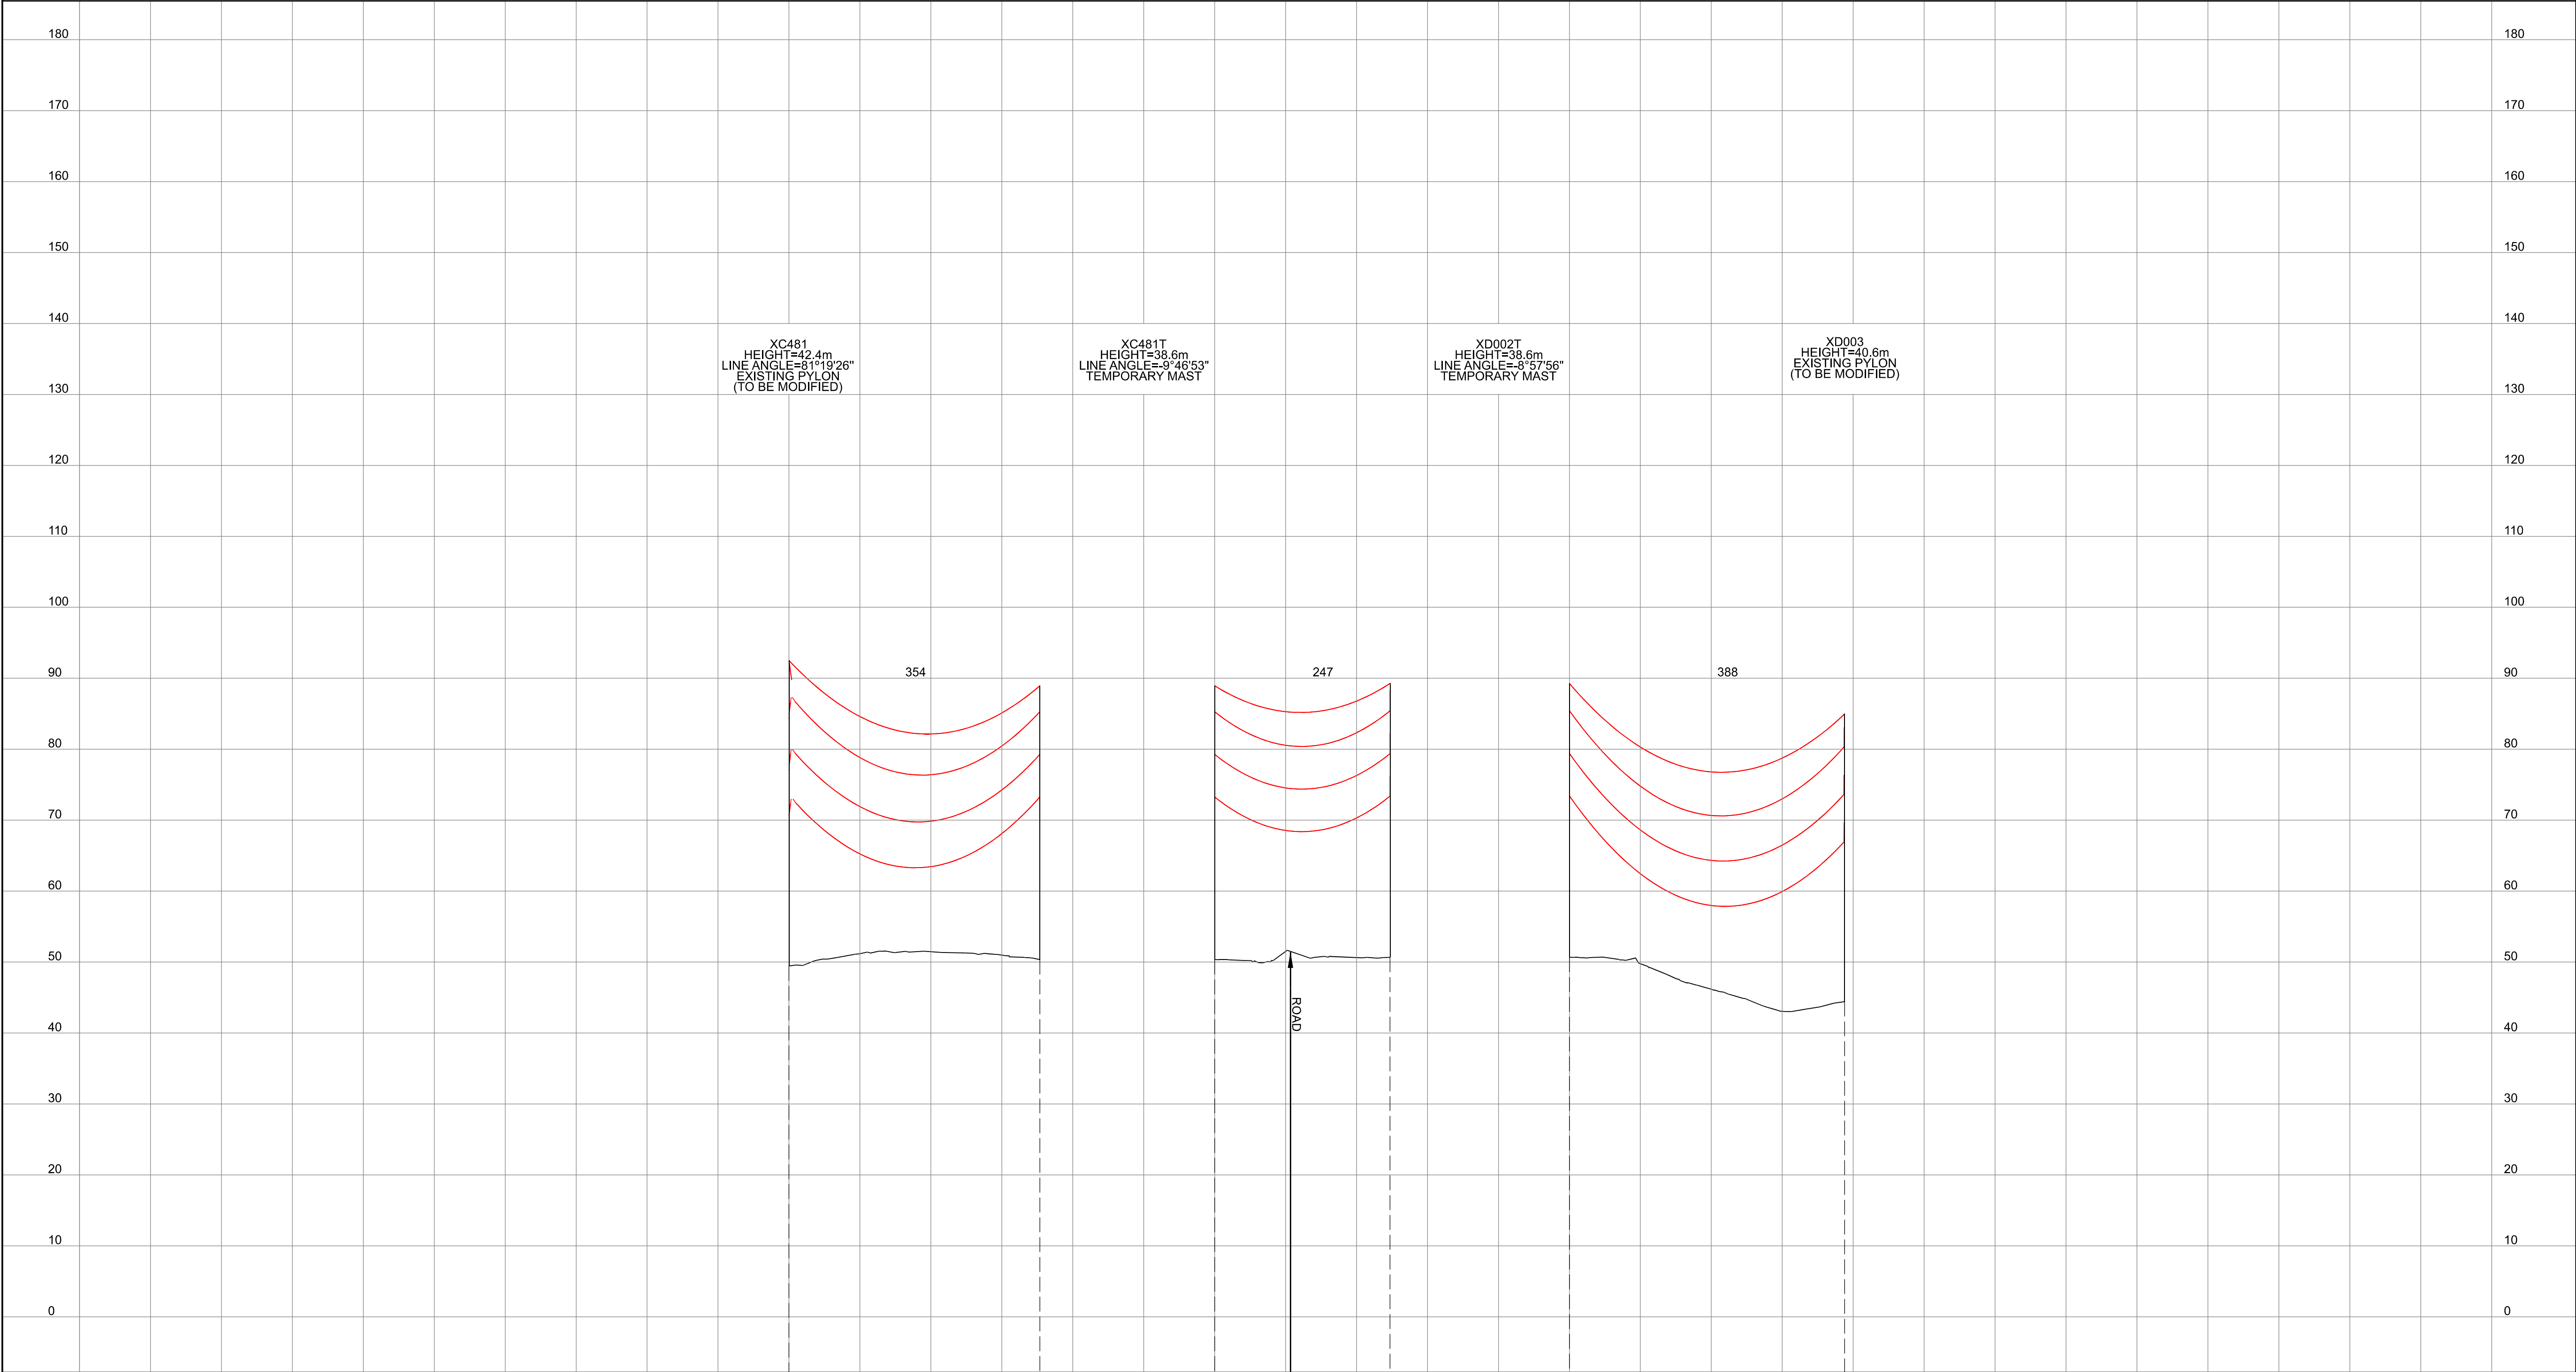 180
180
170
170
160
160
150
150
140
140
XC481
HEIGHT=42.4m
LINE ANGLE=81°19'26"
EXISTING PYLON
(TO BE MODIFIED)
XC481T
HEIGHT=38.6m
LINE ANGLE=-9°46'53"
TEMPORARY MAST
XD002T
HEIGHT=38.6m
LINE ANGLE=-8°57'56"
TEMPORARY MAST
XD003
HEIGHT=40.6m
EXISTING PYLON
(TO BE MODIFIED)
130
130
120
120
110
110
100
100
90
354
247
388
90
80
80
70
70
60
60
50
50
ROAD
40
40
30
30
20
20
10
10
0
0